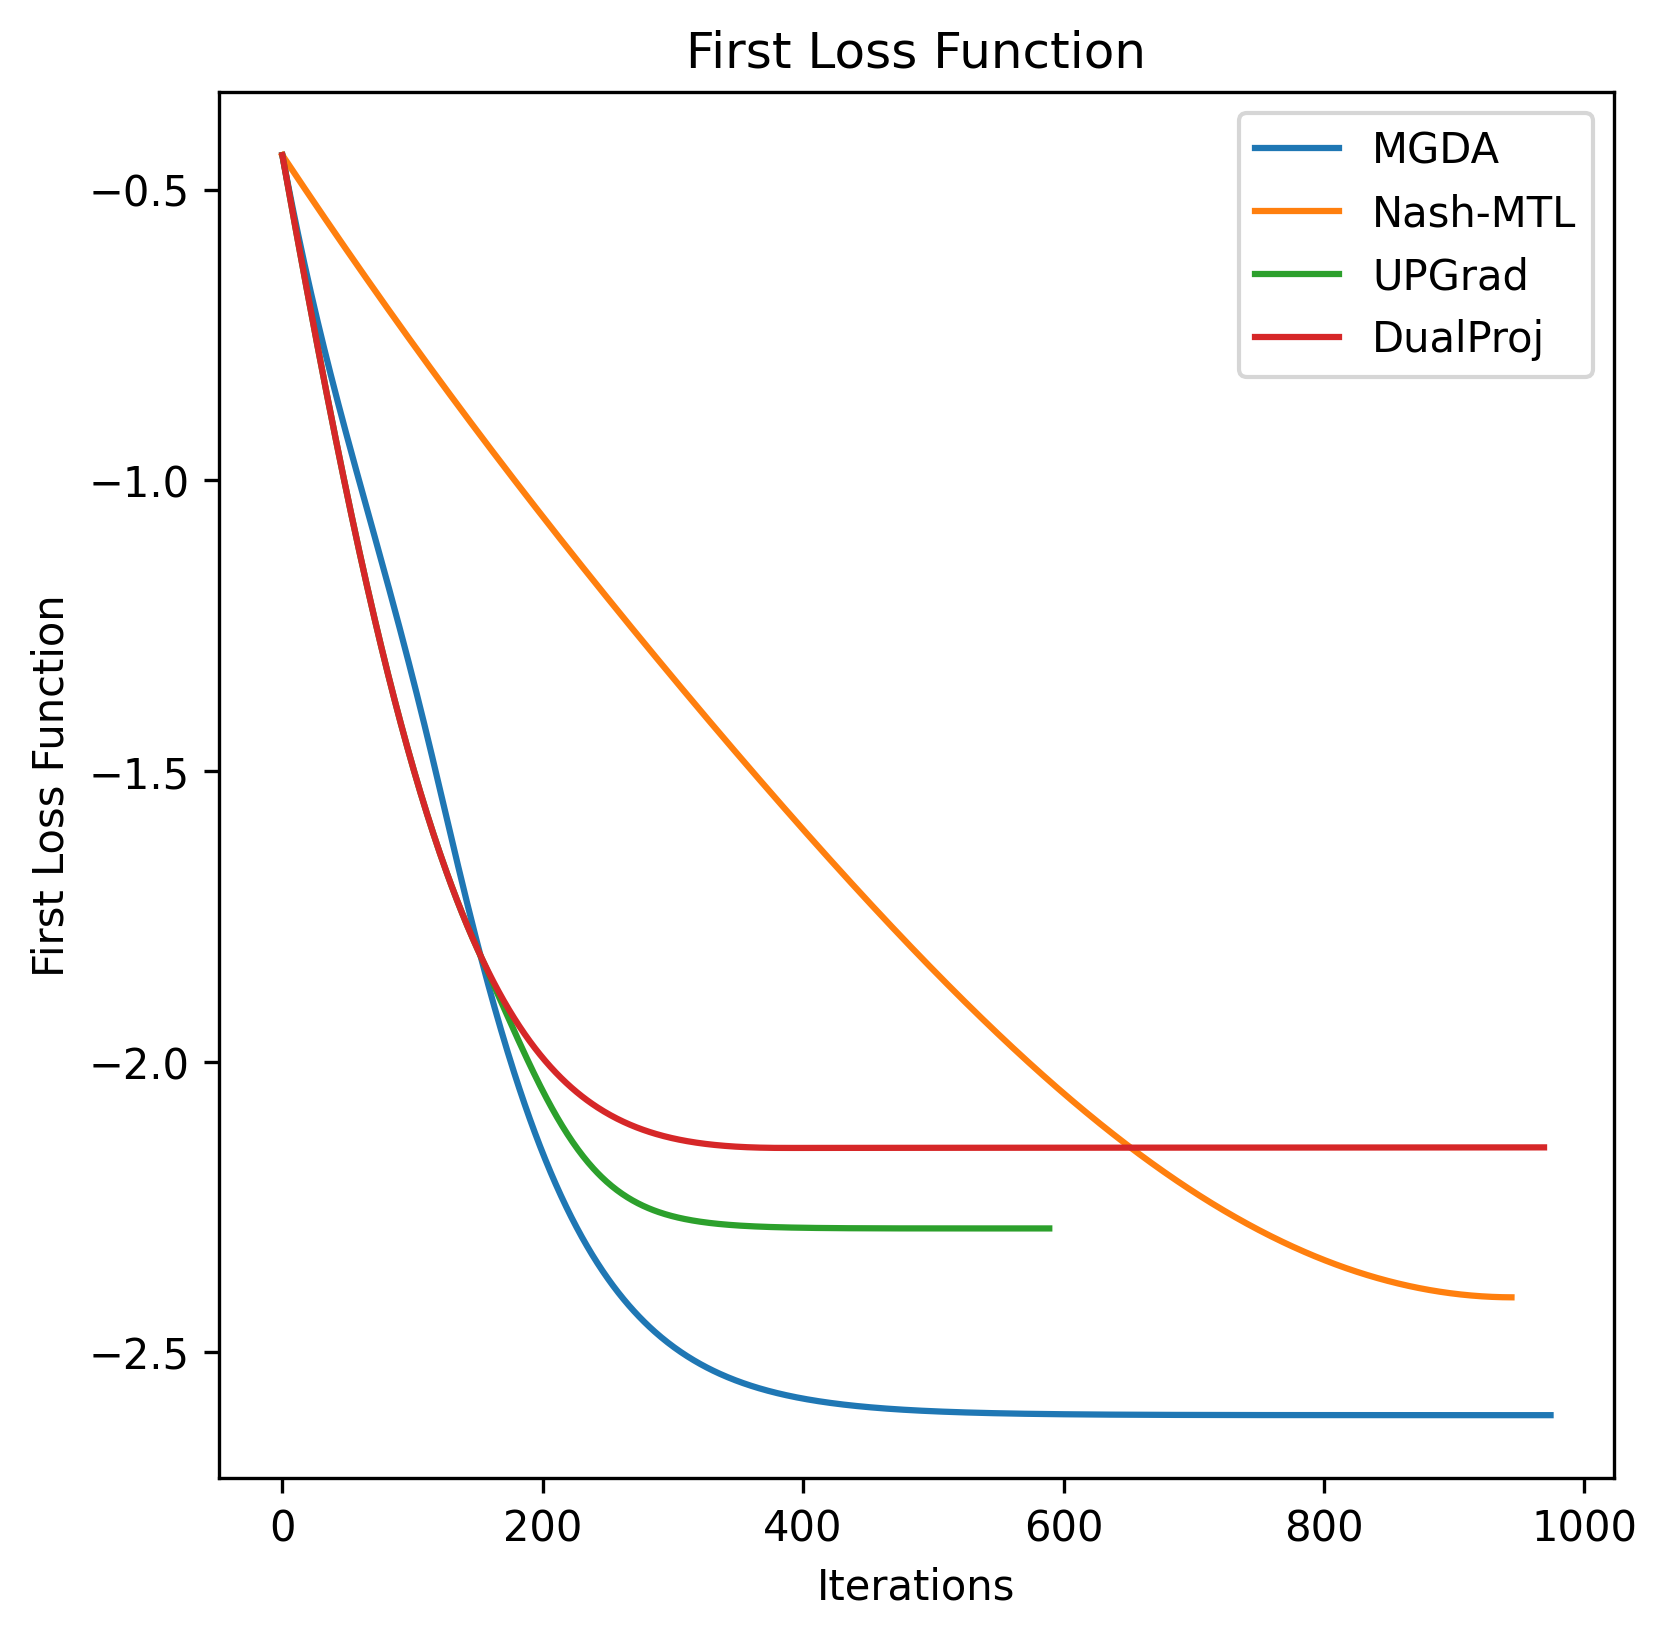 First Loss Function
MGDA
Nash-MTL
UPGrad
DualProj
−0.5
−1.0
−1.5
−2.0
−2.5
First Loss Function
0 200 400 600 800 1000
Iterations